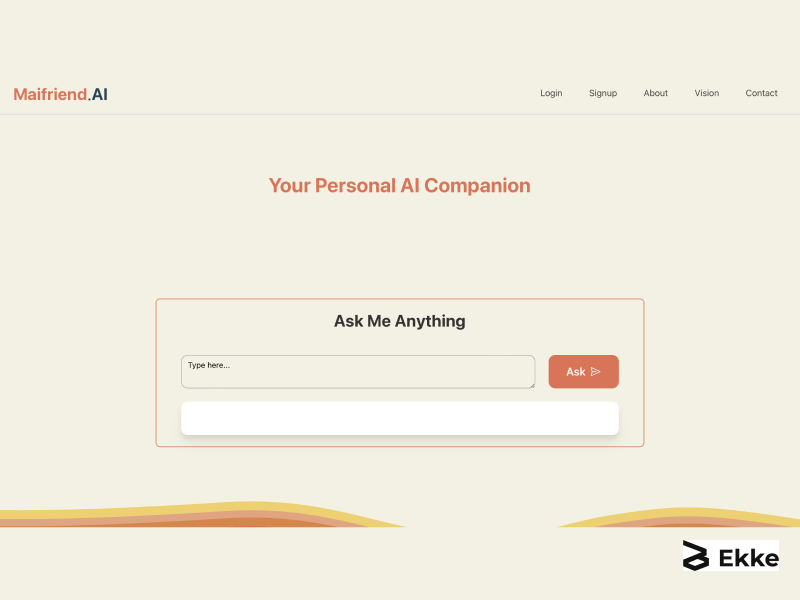 Maifriend.AI
Login Signup About Vision Contact
Your Personal AI Companion
Ask Me Anything
Type here...
Ask
Ekke